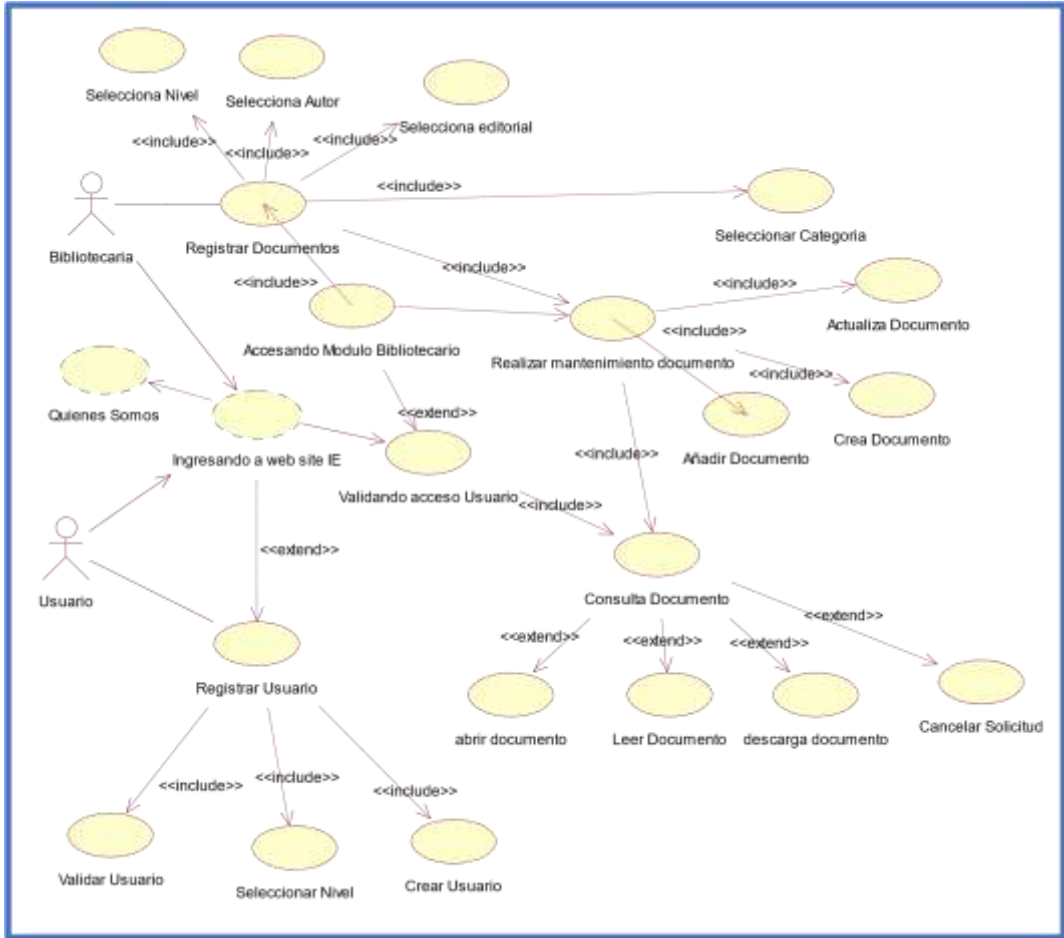 Selecciona Nivel
Selecciona Autor
Selecciona editorial
<<include>>
<<include>>
<<include>>
<<include>>
Bibliotecaria
Registrar Documentos
Seleccionar Categoria
<<include>>
<<include>>
<<include>>
Accesando Modulo Bibliotecario
<<include>>
Actualiza Documento
Realizar mantenimiento documento
<<include>>
Quienes Somos
<<extend>>
Crea Documento
Ingresando a web site IE
Añadir Documento
<<include>>
Validando acceso Usuario
<<include>>
<<extend>>
Usuario
Consulta Documento
<<extend>>
<<extend>>
<<extend>>
<<extend>>
Registrar Usuario
Cancelar Solicitud
abrir documento
Leer Documento
descarga documento
<<include>>
<<include>>
<<include>>
Validar Usuario
Seleccionar Nivel
Crear Usuario